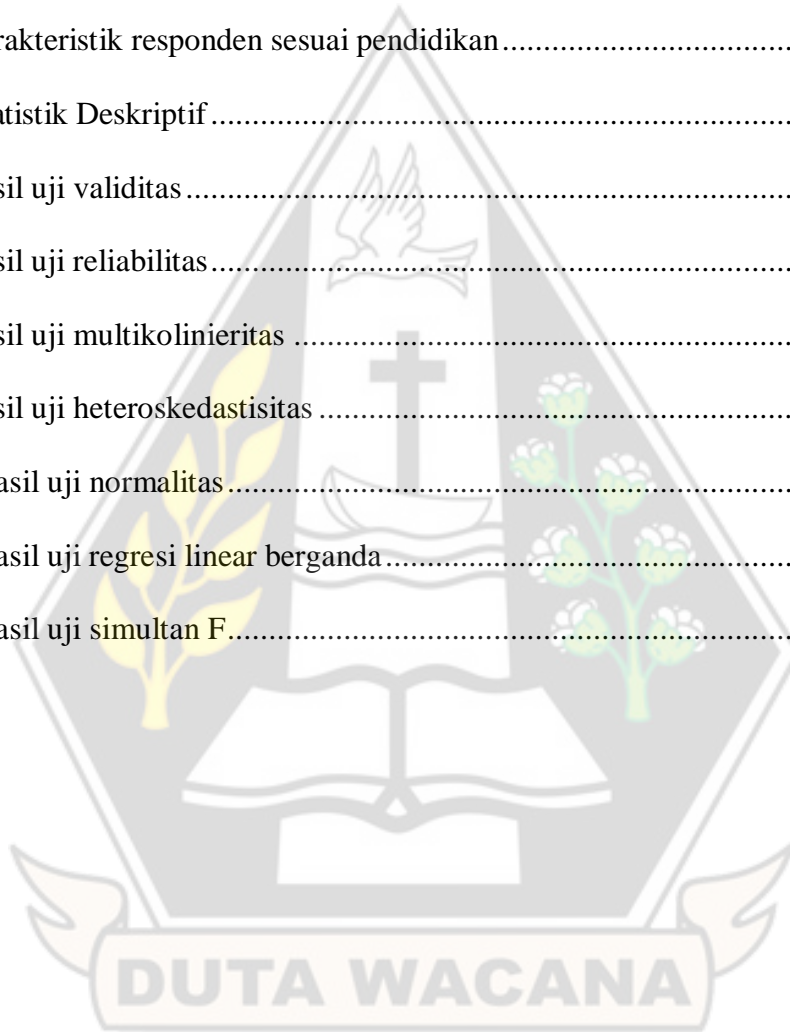 rakteristik responden sesuai pendidikan..................................
atistik Deskriptif........................................................................
sil uji validitas............................................................................
sil uji reliabilitas.........................................................................
sil uji multikolinieritas ..............................................................
sil uji heteroskedastisitas ...........................................................
asil uji normalitas.......................................................................
asil uji regresi linear berganda...................................................
asil uji simultan F.......................................................................
DUTA WACANA